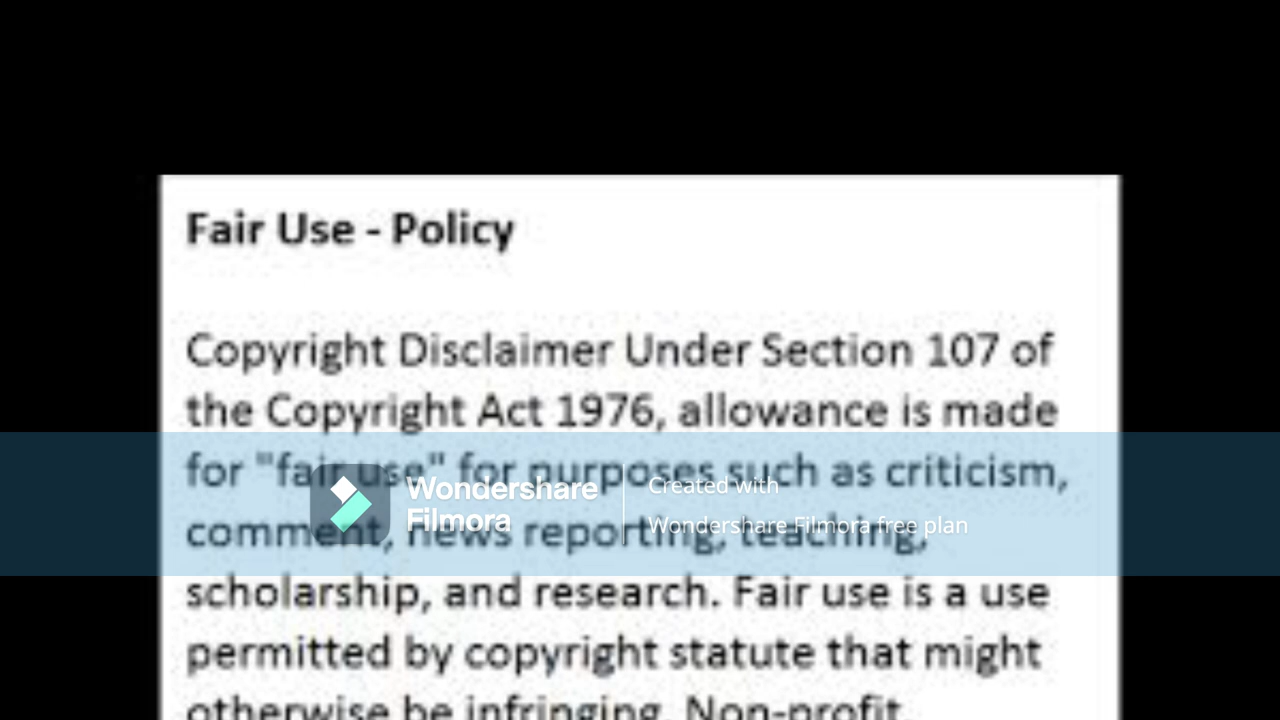 Fair Use - Policy
Copyright Disclaimer Under Section 107 of
the Copyright Act 1976, allowance is made
for "fair use" for purposes such as criticism,
comment, news reporting, teaching,
scholarship, and research. Fair use is a use
permitted by copyright statute that might
otherwise be infringing. Non-profit,
Wondershare
Filmora
Created with
Wondershare Filmora free plan